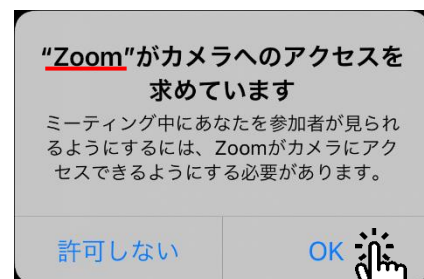 “Zoom”がカメラへのアクセスを
求めています
ミーティング中にあなたを参加者が見られ
るようにするには、Zoomがカメラにアク
セスできるようにする必要があります。
許可しない
OK